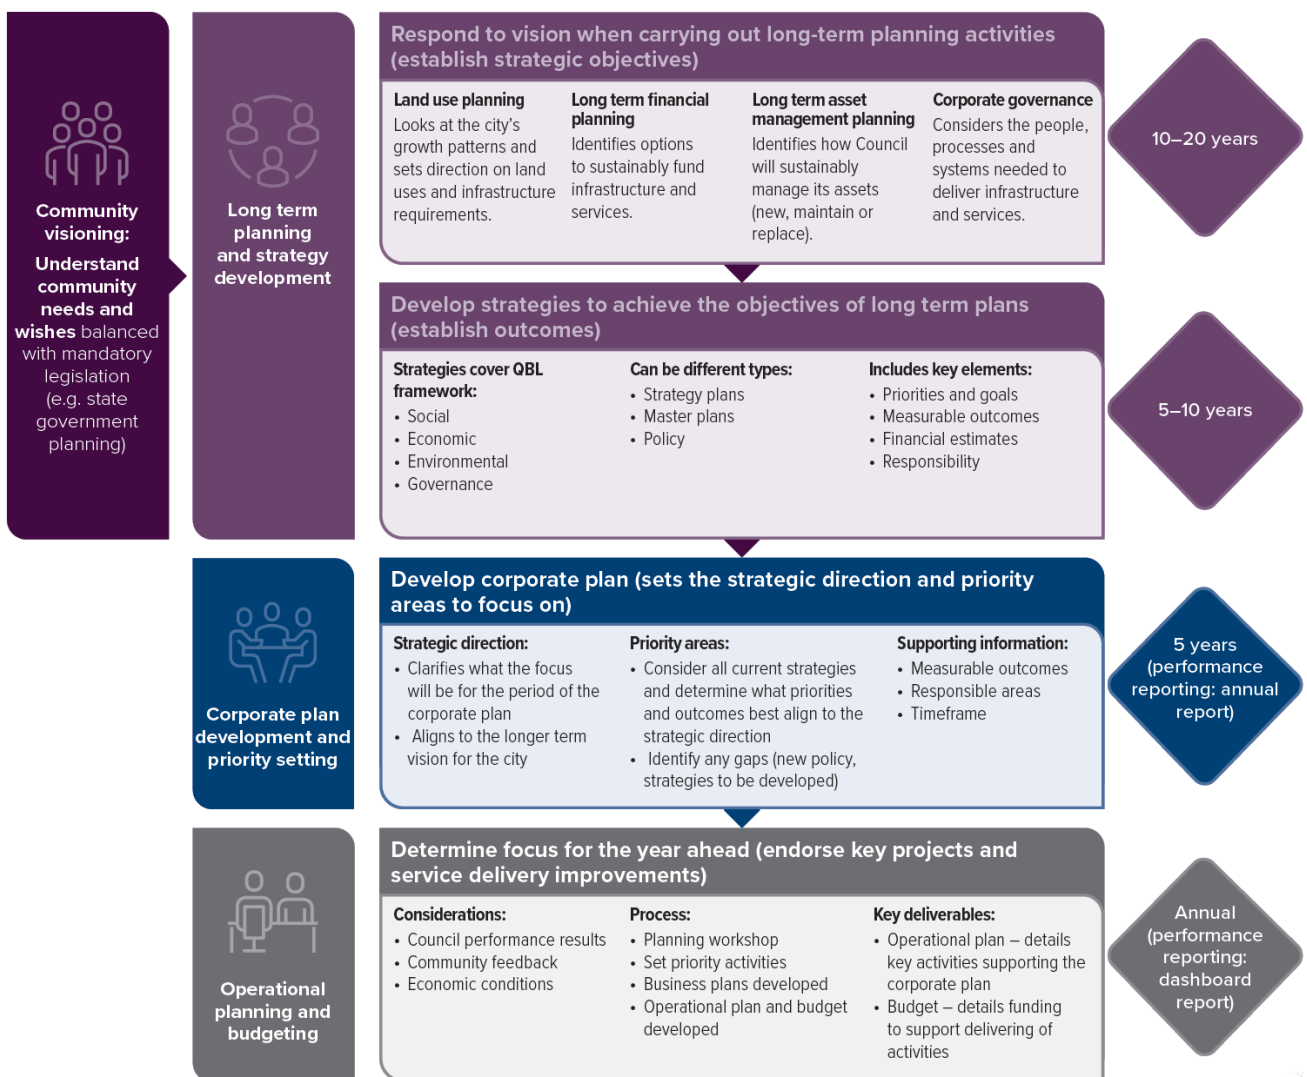 Community
visioning:
Understand
community
needs and
wishes balanced
with mandatory
legislation
(e.g. state
government
planning)
Long term
planning
and strategy
development
Respond to vision when carrying out long-term planning activities
(establish strategic objectives)
Land use planning
Looks at the city’s
growth patterns and
sets direction on land
uses and infrastructure
requirements.
Long term financial
planning
Identifies options
to sustainably fund
infrastructure and
services.
Long term asset
management planning
Identifies how Council
will sustainably
manage its assets
(new, maintain or
replace).
Corporate governance
Considers the people,
processes and
systems needed to
deliver infrastructure
and services.
10–20 years
Develop strategies to achieve the objectives of long term plans
(establish outcomes)
Strategies cover QBL
framework:
• Social
• Economic
• Environmental
• Governance
Can be different types:
• Strategy plans
• Master plans
• Policy
Includes key elements:
• Priorities and goals
• Measurable outcomes
• Financial estimates
• Responsibility
5–10 years
Corporate plan
development and
priority setting
Develop corporate plan (sets the strategic direction and priority
areas to focus on)
Strategic direction:
• Clarifies what the focus
will be for the period of the
corporate plan
• Aligns to the longer term
vision for the city
Priority areas:
• Consider all current strategies
and determine what priorities
and outcomes best align to the
strategic direction
• Identify any gaps (new policy,
strategies to be developed)
Supporting information:
• Measurable outcomes
• Responsible areas
• Timeframe
5 years
(performance
reporting: annual
report)
Operational
planning and
budgeting
Determine focus for the year ahead (endorse key projects and
service delivery improvements)
Considerations:
• Council performance results
• Community feedback
• Economic conditions
Process:
• Planning workshop
• Set priority activities
• Business plans developed
• Operational plan and budget
developed
Key deliverables:
• Operational plan – details
key activities supporting the
corporate plan
• Budget – details funding
to support delivering of
activities
Annual
(performance
reporting:
dashboard
report)